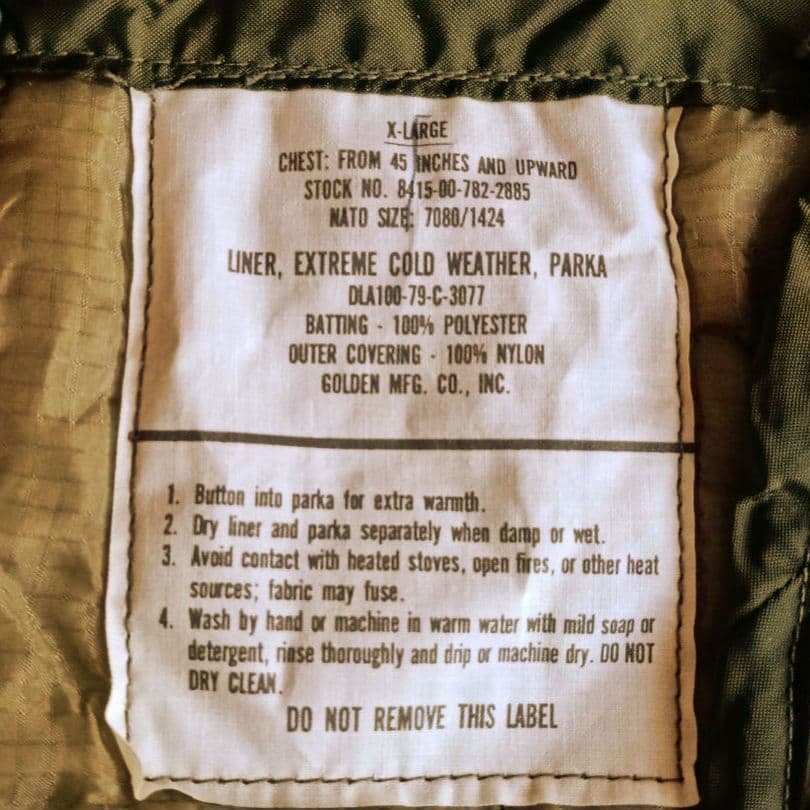 X-LARGE
CHEST: FROM 45 INCHES AND UPWARD
STOCK NO. 8415-00-782-2885
NATO SIZE: 7080/1424
LINER, EXTREME COLD WEATHER, PARKA
DLA100-79-C-3077
BATTING - 100% POLYESTER
OUTER COVERING - 100% NYLON
GOLDEN MFG. CO., INC.
1. Button into parka for extra warmth.
2. Dry liner and parka separately when damp or wet.
3. Avoid contact with heated stoves, open fires, or other heat
sources; fabric may fuse.
4. Wash by hand or machine in warm water with mild soap or
detergent, rinse thoroughly and drip or machine dry. DO NOT
DRY CLEAN.
DO NOT REMOVE THIS LABEL